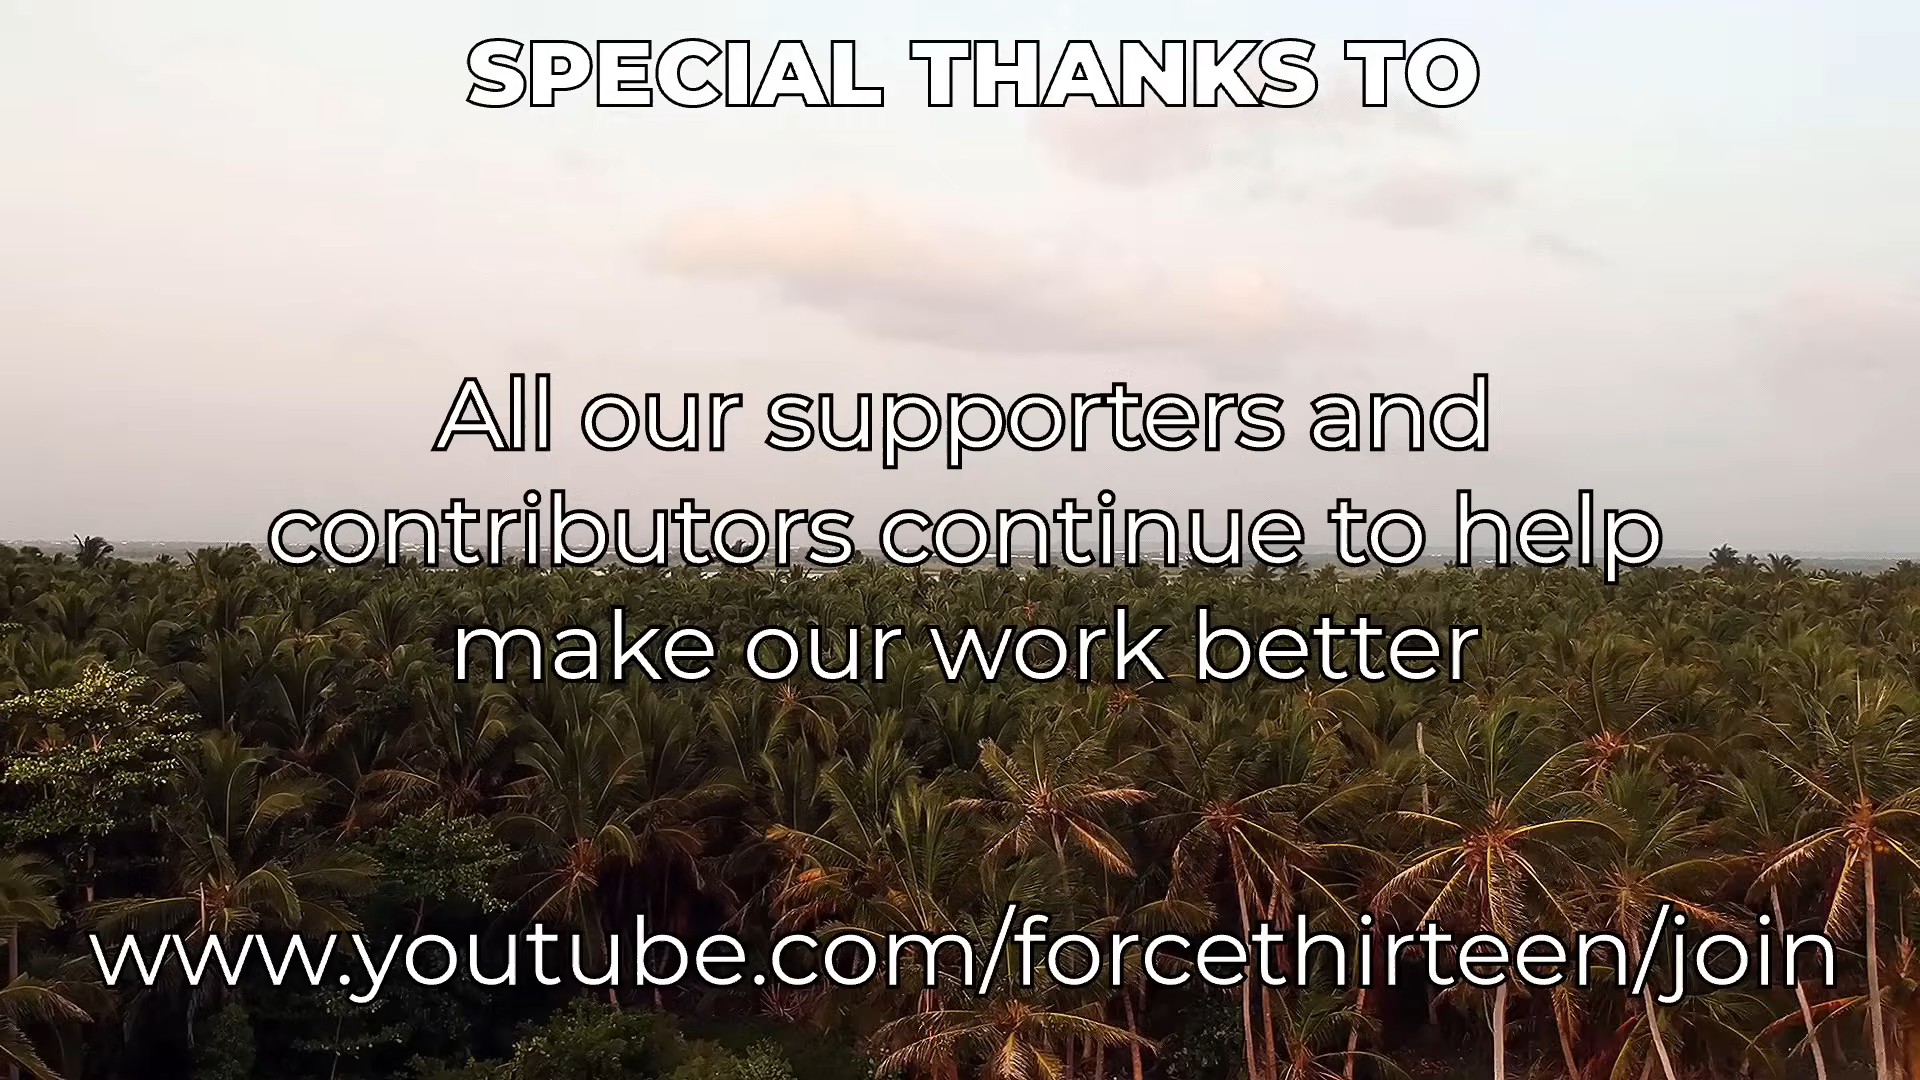 SPECIAL THANKS TO
All our supporters and
contributors continue to help
make our work better
www.youtube.com/forcethirteen/join